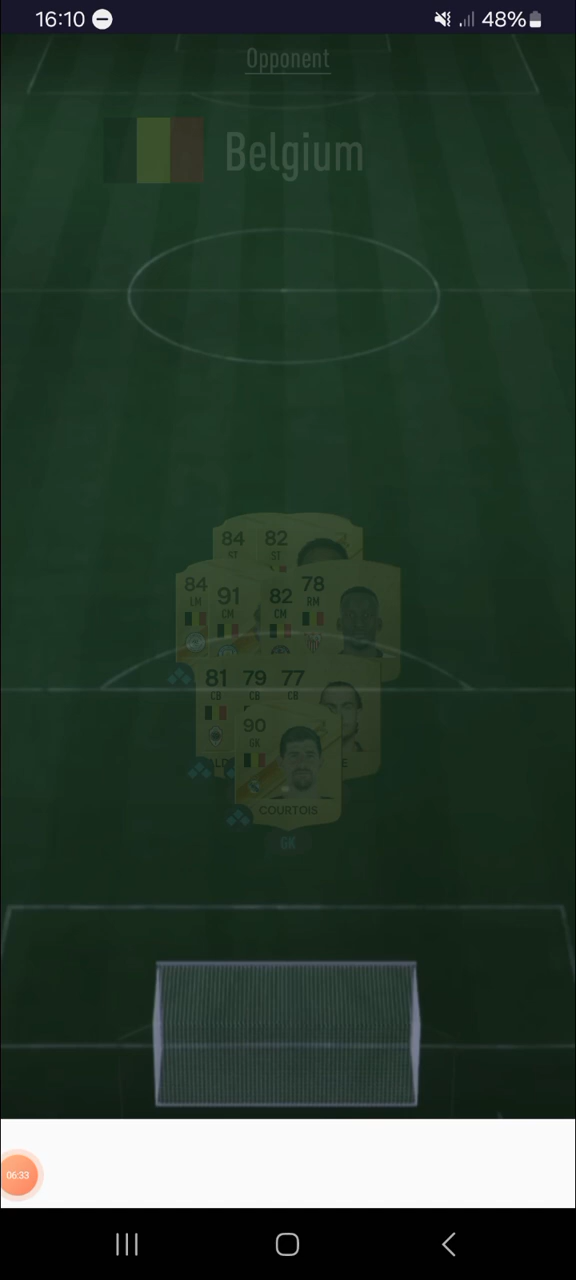 16:10 48%
Opponent
Belgium
84 82
ST ST
84 91 82 78
LM CM CM RM
81 79 77
CB CB CB
90
GK
COURTOIS
GK
06:33